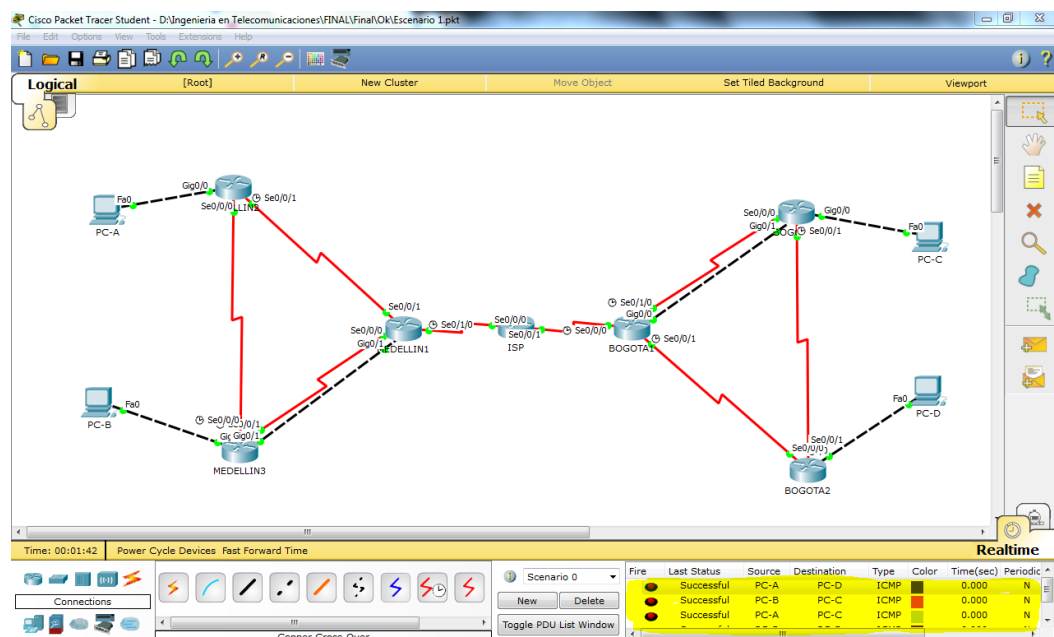 Cisco Packet Tracer Student - D:\Ingenieria en Telecomunicaciones\FINAL\Final\Ok\Escenario 1.pkt
File Edit Options View Tools Extensions Help
Logical [Root] New Cluster Move Object Set Tiled Background Viewport
Gig0/0
Fa0
Se0/0/0
Se0/0/1
PC-A
Se0/0/0
Gig0/0
Gig0/1
Se0/0/1
Fa0
PC-C
Se0/0/1
Se0/0/0
Gig0/1
Se0/1/0
MEDELLIN1
Se0/0/0
Se0/0/1
ISP
Se0/1/0
Gig0/0
Se0/0/0
BOGOTA1
Se0/0/1
Fa0
PC-B
Se0/0/0
Gig0/1
MEDELLIN3
Fa0
PC-D
Se0/0/1
Se0/0/0
BOGOTA2
Time: 00:01:42 Power Cycle Devices Fast Forward Time Realtime
Connections
Copper Cross-Over
Scenario 0
New Delete
Toggle PDU List Window
Fire Last Status Source Destination Type Color Time(sec) Periodic
Successful PC-A PC-D ICMP 0.000 N
Successful PC-B PC-C ICMP 0.000 N
Successful PC-A PC-C ICMP 0.000 N